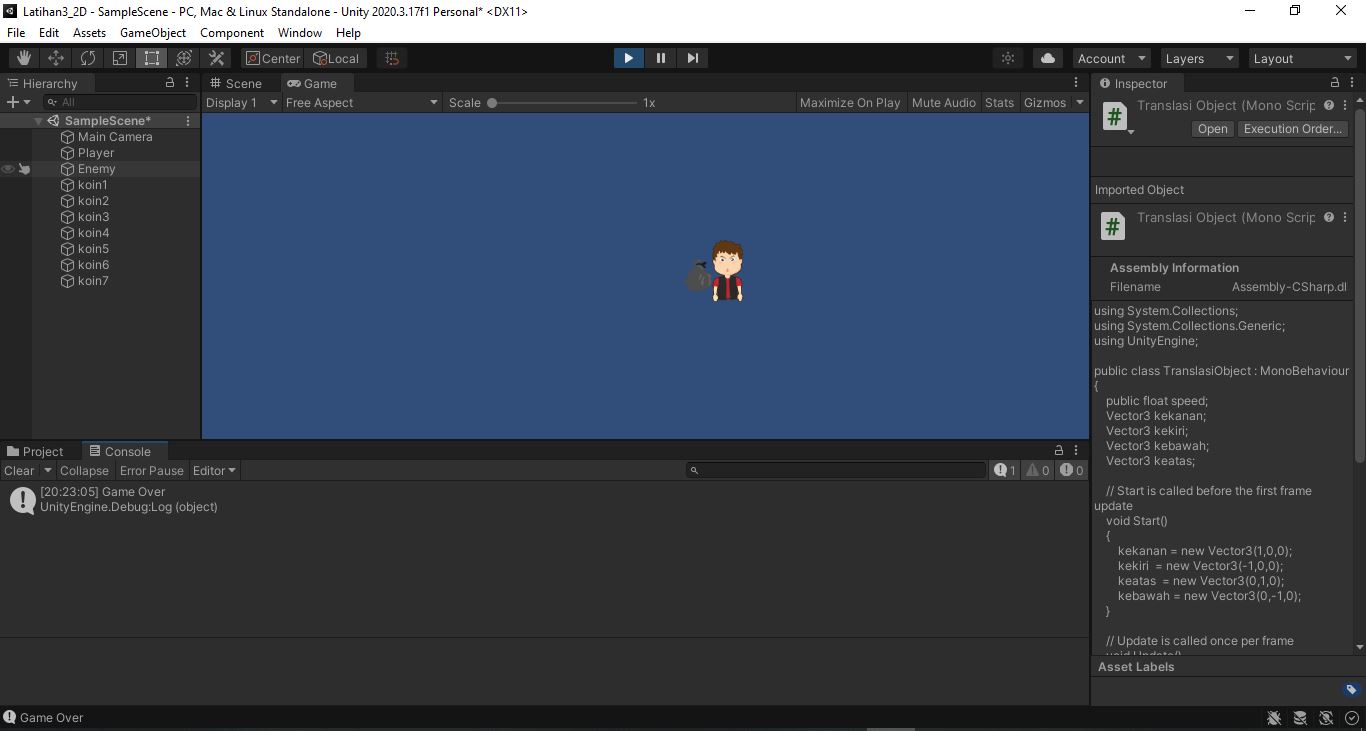 Latihan3_2D - SampleScene - PC, Mac & Linux Standalone - Unity 2020.3.17f1 Personal* <DX11>
File Edit Assets GameObject Component Window Help
Center Local Account Layers Layout
Hierarchy
All
SampleScene*
Main Camera
Player
Enemy
koin1
koin2
koin3
koin4
koin5
koin6
koin7
Scene Game
Display 1 Free Aspect Scale 1x Maximize On Play Mute Audio Stats Gizmos
Project Console
Clear Collapse Error Pause Editor 1 0 0
[20:23:05] Game Over
UnityEngine.Debug:Log (object)
Inspector
# Translasi Object (Mono Scrip
Open Execution Order...
Imported Object
# Translasi Object (Mono Scrip
Assembly Information
Filename Assembly-CSharp.dl
using System.Collections;
using System.Collections.Generic;
using UnityEngine;
public class TranslasiObject : MonoBehaviour
{
public float speed;
Vector3 kekanan;
Vector3 kekiri;
Vector3 kebawah;
Vector3 keatas;
// Start is called before the first frame
update
void Start()
{
kekanan = new Vector3(1,0,0);
kekiri  = new Vector3(-1,0,0);
keatas  = new Vector3(0,1,0);
kebawah = new Vector3(0,-1,0);
}
// Update is called once per frame
void Update()
Asset Labels
Game Over